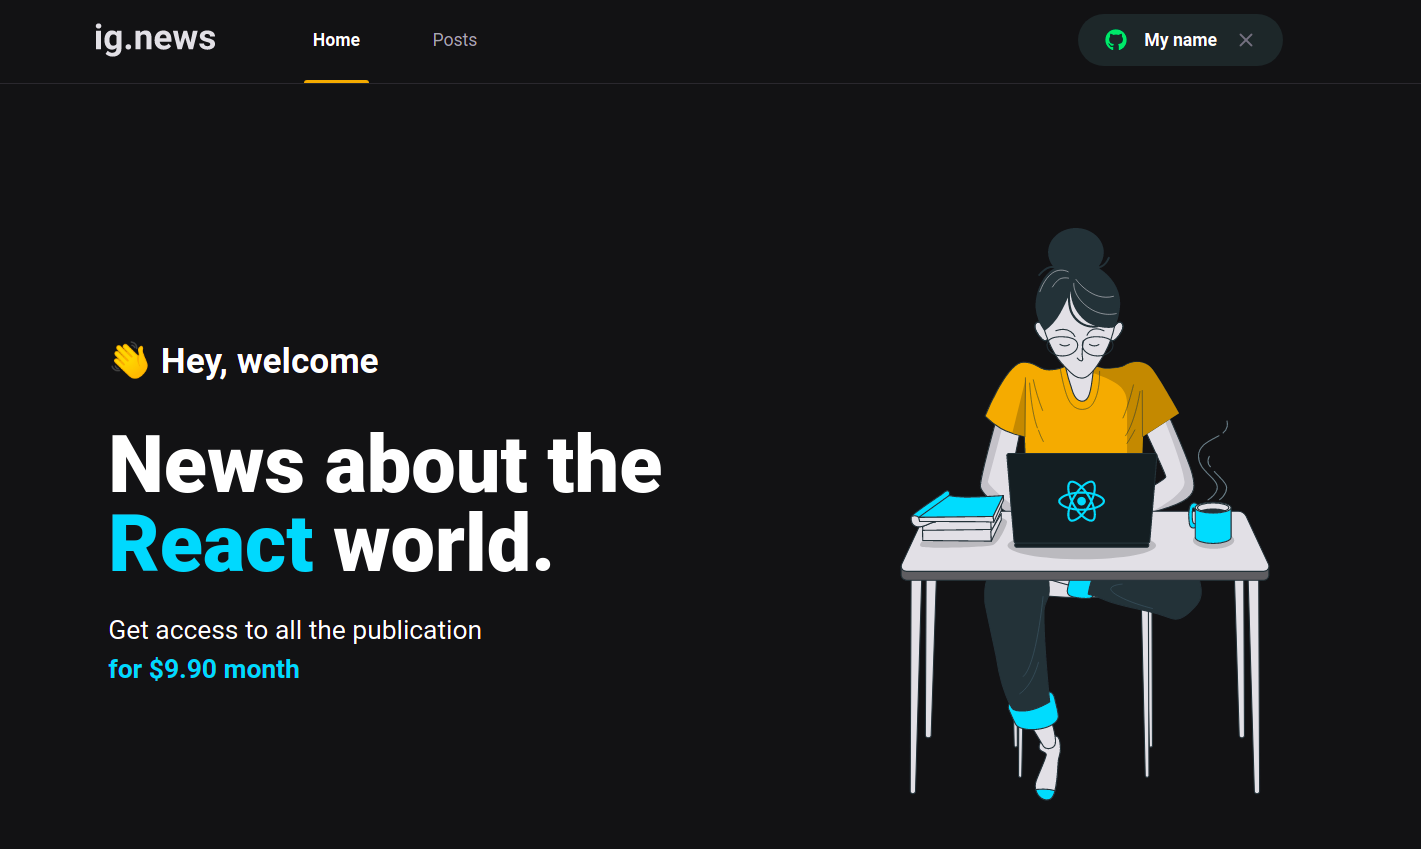 ig.news
Home
Posts
My name
👋 Hey, welcome
News about the
React world.
Get access to all the publication
for $9.90 month